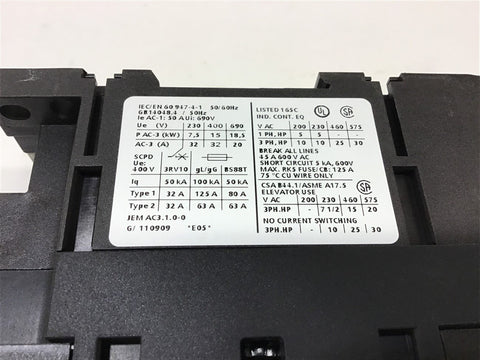 IEC/EN 60 947-4-1 50/60Hz
GB14048.4 / 50Hz
Ie AC-1: 50 A Ui: 690V
Ue (V) 230 400 690
P AC-3 (kW) 7,5 15 18,5
AC-3 (A) 32 32 20
SCPD
Ue:
400 V 3RV10 gL/gG BS88T
Iq 50 kA 100 kA 50 kA
Type 1 32 A 125 A 80 A
Type 2 32 A 63 A 63 A
JEM AC3.1.0-0
G/ 110909 *E05*
LISTED 165C
IND. CONT. EQ
UL SA
V AC 200 230 460 575
1 PH, HP 5 5 - -
3 PH, HP 10 10 25 30
BREAK ALL LINES
45 A 600 V AC
SHORT CIRCUIT 5 kA, 600V
MAX. RK5 FUSE/CB: 125 A
75 °C CU WIRE ONLY
CSA B44.1/ASME A17.5
ELEVATOR USE SA
V AC 200 230 460 575
3PH.HP - 7 1/2 15 20
NO CURRENT SWITCHING
3PH.HP - 10 25 30